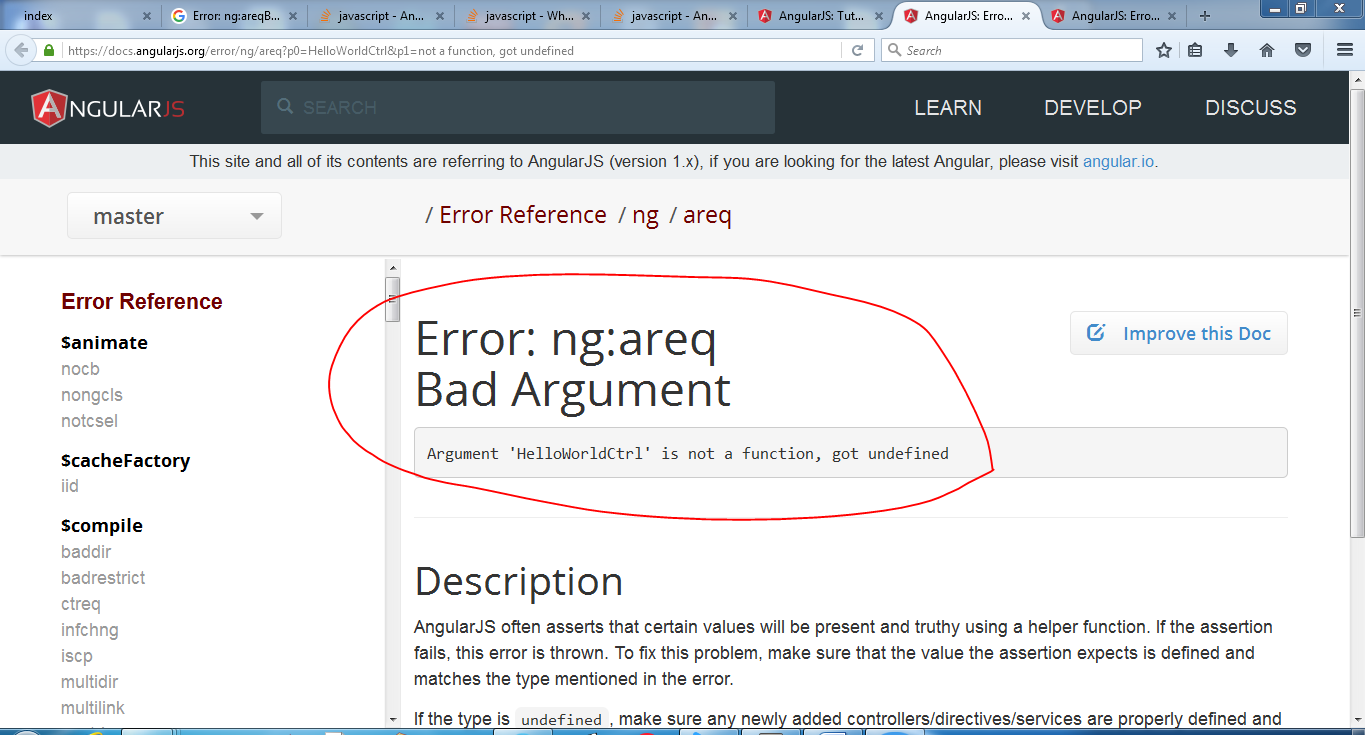 index
Error: ng:areqB...
javascript - An...
javascript - Wh...
javascript - An...
AngularJS: Tut...
AngularJS: Erro...
AngularJS: Erro...
https://docs.angularjs.org/error/ng/areq?p0=HelloWorldCtrl&p1=not a function, got undefined
Search
ANGULARJS
SEARCH
LEARN
DEVELOP
DISCUSS
This site and all of its contents are referring to AngularJS (version 1.x), if you are looking for the latest Angular, please visit angular.io.
master
/ Error Reference / ng / areq
Error Reference
$animate
nocb
nongcls
notcsel
$cacheFactory
iid
$compile
baddir
badrestrict
ctreq
infchng
iscp
multidir
multilink
Error: ng:areq
Bad Argument
Improve this Doc
Argument 'HelloWorldCtrl' is not a function, got undefined
Description
AngularJS often asserts that certain values will be present and truthy using a helper function. If the assertion
fails, this error is thrown. To fix this problem, make sure that the value the assertion expects is defined and
matches the type mentioned in the error.
If the type is undefined, make sure any newly added controllers/directives/services are properly defined and